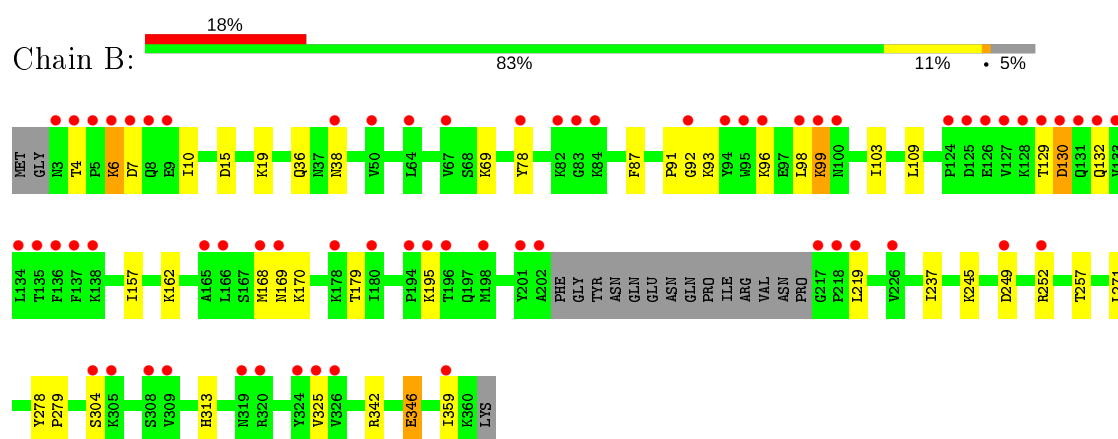 18%
Chain B:
83% 11% • 5%
MET GLY N3 T4 P5 K6 D7 Q8 E9 I10 D15 K19 Q36 N37 N38 V50 L64 V67 S68 K69 Y78 K82 G83 K84 F87 P91 G92 K93 Y94 W95 K96 E97 L98 K99 N100 I103 L109 P124 D125 E126 V127 K128 T129 D130 Q131 Q132 V133
L134 T135 F136 F137 K138 I157 K162 A165 L166 S167 M168 N169 K170 K178 T179 I180 P194 K195 T196 Q197 M198 Y201 A202 PHE GLY TYR ASN GLN GLU ASN GLN PRO ILE ARG VAL ASN PRO G217 P218 L219 V226 I237 K245 D249 R252 T257 L271
Y278 P279 S304 K305 S308 V309 H313 N319 R320 Y324 V325 V326 R342 E346 I359 K360 LYS